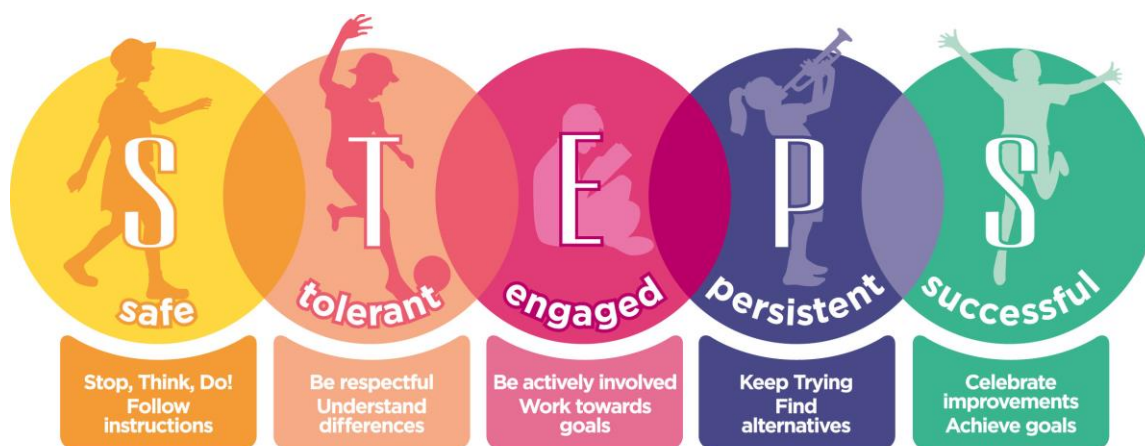 S
safe
Stop, Think, Do!
Follow
instructions
T
tolerant
Be respectful
Understand
differences
E
engaged
Be actively involved
Work towards
goals
P
persistent
Keep Trying
Find
alternatives
S
successful
Celebrate
improvements
Achieve goals